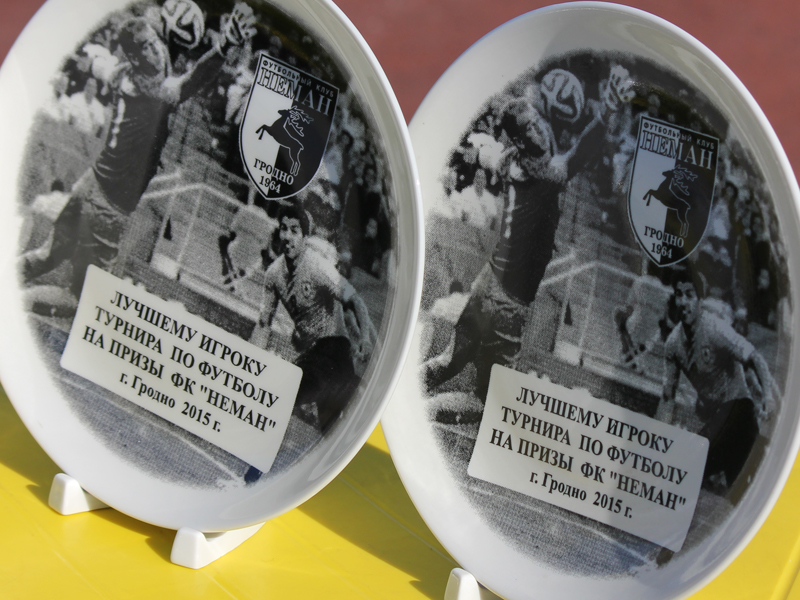 ФУТБОЛЬНЫЙ КЛУБ
НЕМАН
ГРОДНО
1964
ЛУЧШЕМУ ИГРОКУ
ТУРНИРА ПО ФУТБОЛУ
НА ПРИЗЫ ФК "НЕМАН"
г. Гродно 2015 г.
ФУТБОЛЬНЫЙ КЛУБ
НЕМАН
ГРОДНО
1964
ЛУЧШЕМУ ИГРОКУ
ТУРНИРА ПО ФУТБОЛУ
НА ПРИЗЫ ФК "НЕМАН"
г. Гродно 2015 г.